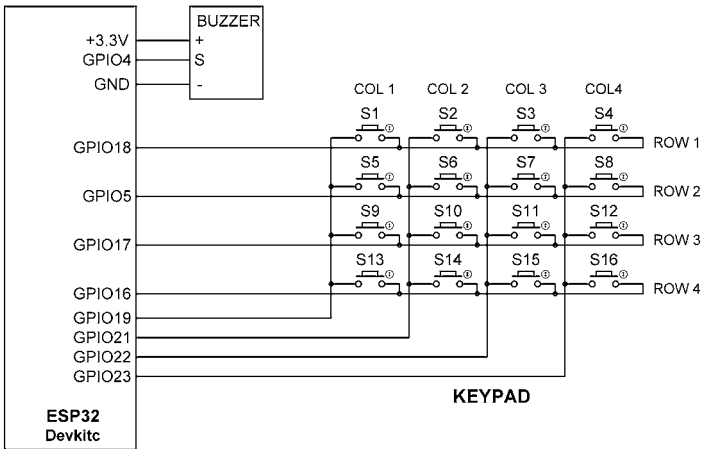 BUZZER
+3.3V +
GPIO4 S
GND -
COL 1 COL 2 COL 3 COL4
S1 S2 S3 S4
GPIO18 ROW 1
S5 S6 S7 S8
GPIO5 ROW 2
S9 S10 S11 S12
GPIO17 ROW 3
S13 S14 S15 S16
GPIO16 ROW 4
GPIO19
GPIO21
GPIO22
GPIO23
KEYPAD
ESP32
Devkitc